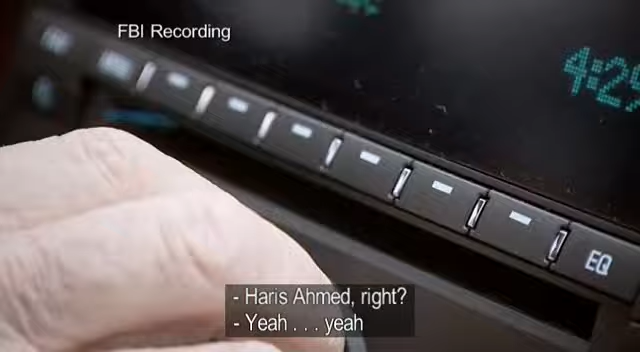 FBI Recording
4:29
EQ
- Haris Ahmed, right?
- Yeah . . . yeah